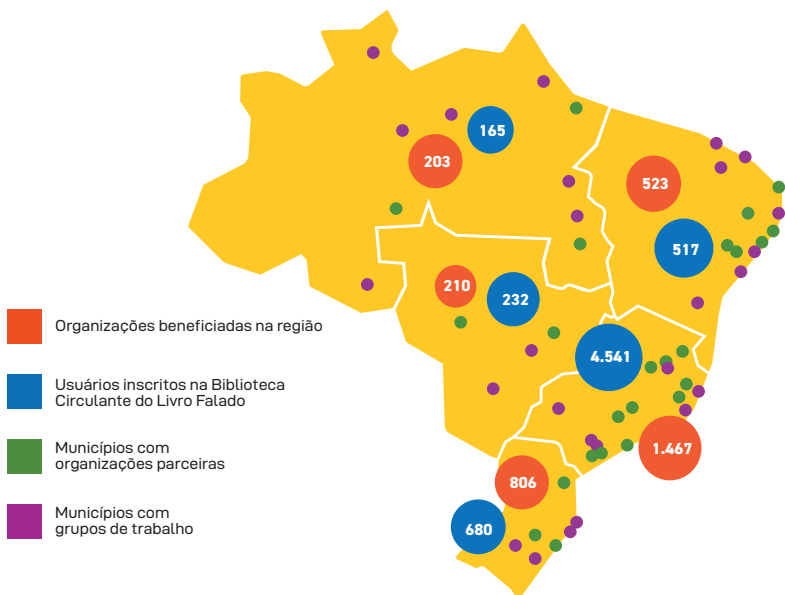 165
203
523
517
210
232
4.541
1.467
806
680
Organizações beneficiadas na região
Usuários inscritos na Biblioteca
Circulante do Livro Falado
Municípios com
organizações parceiras
Municípios com
grupos de trabalho